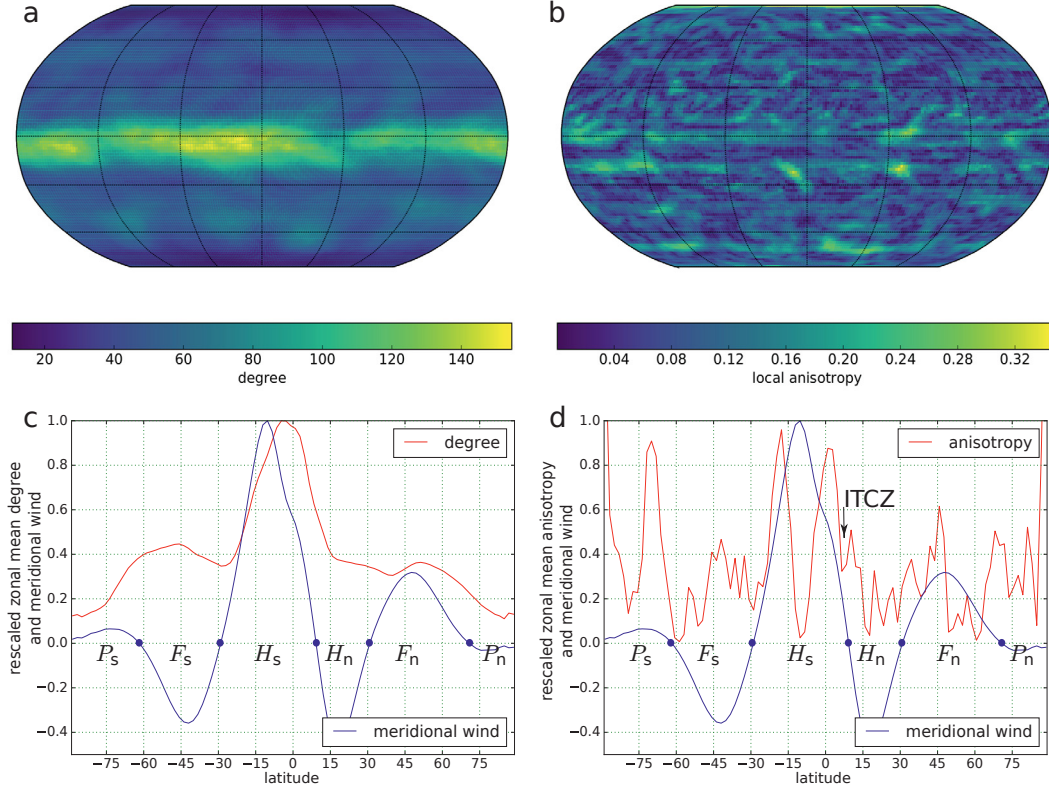 a
b
20 40 60 80 100 120 140
degree
0.04 0.08 0.12 0.16 0.20 0.24 0.28 0.32
local anisotropy
c
rescaled zonal mean degree
and meridional wind
1.0
0.8
0.6
0.4
0.2
0.0
−0.2
−0.4
degree
Ps Fs Hs Hn Fn Pn
meridional wind
−75 −60 −45 −30 −15 0 15 30 45 60 75
latitude
d
rescaled zonal mean anisotropy
and meridional wind
1.0
0.8
0.6
0.4
0.2
0.0
−0.2
−0.4
anisotropy
ITCZ
Ps Fs Hs Hn Fn Pn
meridional wind
−75 −60 −45 −30 −15 0 15 30 45 60 75
latitude